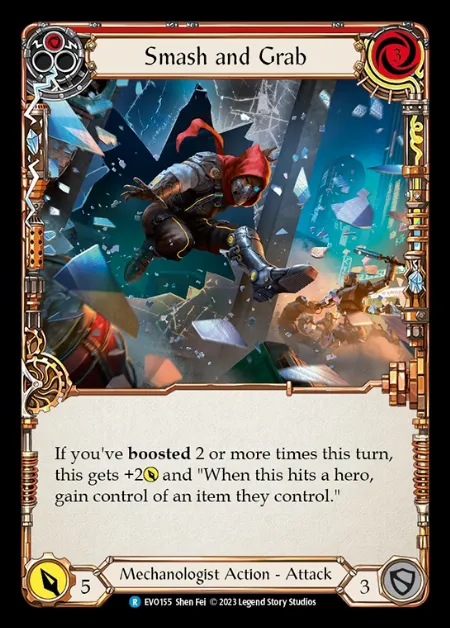 Smash and Grab
3
If you've boosted 2 or more times this turn,
this gets +2 and "When this hits a hero,
gain control of an item they control."
5
Mechanologist Action - Attack
3
R EVO155 Shen Fei © 2023 Legend Story Studios